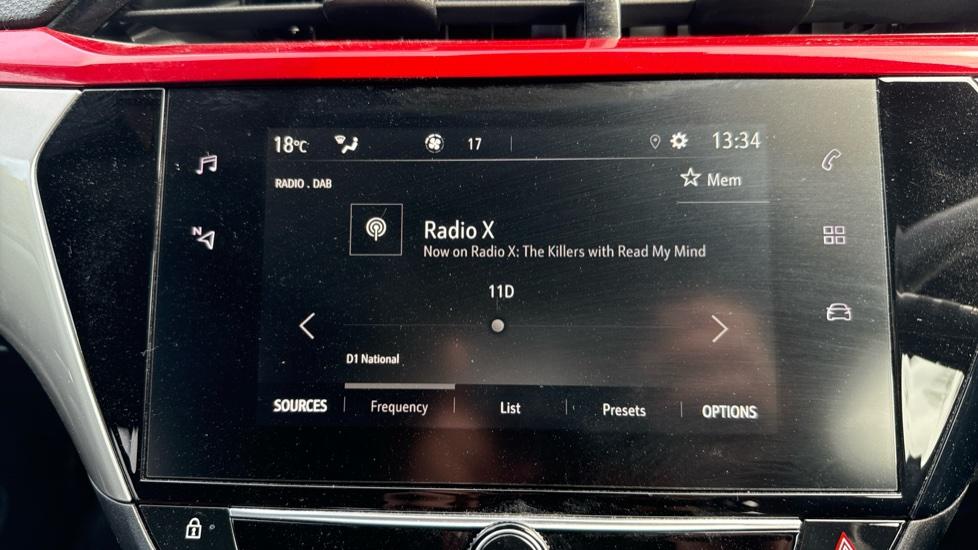 18°C 17 13:34
RADIO . DAB
Mem
Radio X
Now on Radio X: The Killers with Read My Mind
N
11D
D1 National
SOURCES Frequency List Presets OPTIONS